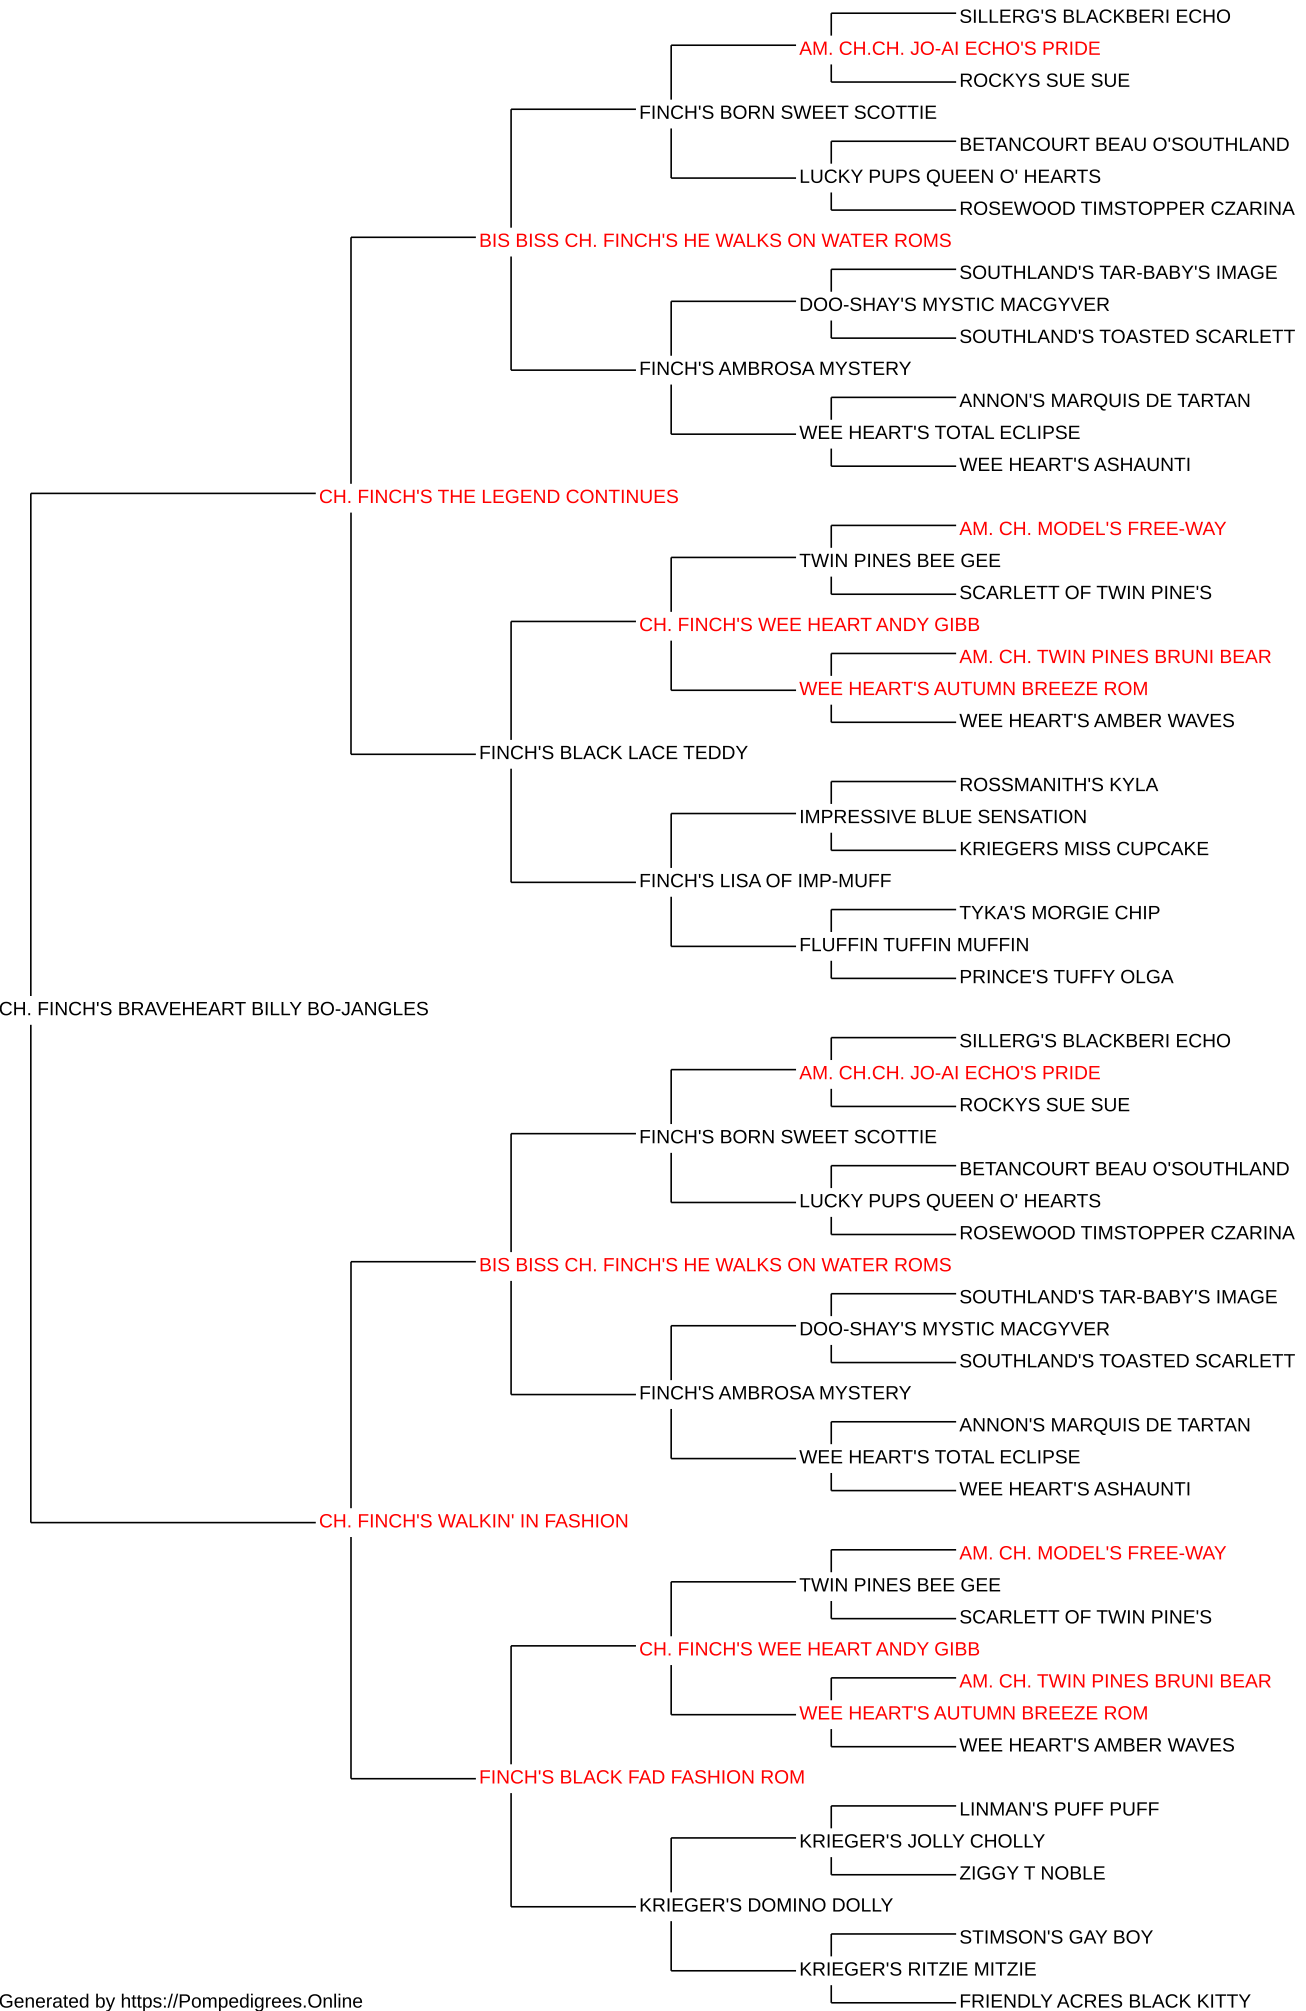 SILLERG'S BLACKBERI ECHO
AM. CH.CH. JO-AI ECHO'S PRIDE
ROCKYS SUE SUE
FINCH'S BORN SWEET SCOTTIE
BETANCOURT BEAU O'SOUTHLAND
LUCKY PUPS QUEEN O' HEARTS
ROSEWOOD TIMSTOPPER CZARINA
BIS BISS CH. FINCH'S HE WALKS ON WATER ROMS
SOUTHLAND'S TAR-BABY'S IMAGE
DOO-SHAY'S MYSTIC MACGYVER
SOUTHLAND'S TOASTED SCARLETT
FINCH'S AMBROSA MYSTERY
ANNON'S MARQUIS DE TARTAN
WEE HEART'S TOTAL ECLIPSE
WEE HEART'S ASHAUNTI
CH. FINCH'S THE LEGEND CONTINUES
AM. CH. MODEL'S FREE-WAY
TWIN PINES BEE GEE
SCARLETT OF TWIN PINE'S
CH. FINCH'S WEE HEART ANDY GIBB
AM. CH. TWIN PINES BRUNI BEAR
WEE HEART'S AUTUMN BREEZE ROM
WEE HEART'S AMBER WAVES
FINCH'S BLACK LACE TEDDY
ROSSMANITH'S KYLA
IMPRESSIVE BLUE SENSATION
KRIEGERS MISS CUPCAKE
FINCH'S LISA OF IMP-MUFF
TYKA'S MORGIE CHIP
FLUFFIN TUFFIN MUFFIN
PRINCE'S TUFFY OLGA
CH. FINCH'S BRAVEHEART BILLY BO-JANGLES
SILLERG'S BLACKBERI ECHO
AM. CH.CH. JO-AI ECHO'S PRIDE
ROCKYS SUE SUE
FINCH'S BORN SWEET SCOTTIE
BETANCOURT BEAU O'SOUTHLAND
LUCKY PUPS QUEEN O' HEARTS
ROSEWOOD TIMSTOPPER CZARINA
BIS BISS CH. FINCH'S HE WALKS ON WATER ROMS
SOUTHLAND'S TAR-BABY'S IMAGE
DOO-SHAY'S MYSTIC MACGYVER
SOUTHLAND'S TOASTED SCARLETT
FINCH'S AMBROSA MYSTERY
ANNON'S MARQUIS DE TARTAN
WEE HEART'S TOTAL ECLIPSE
WEE HEART'S ASHAUNTI
CH. FINCH'S WALKIN' IN FASHION
AM. CH. MODEL'S FREE-WAY
TWIN PINES BEE GEE
SCARLETT OF TWIN PINE'S
CH. FINCH'S WEE HEART ANDY GIBB
AM. CH. TWIN PINES BRUNI BEAR
WEE HEART'S AUTUMN BREEZE ROM
WEE HEART'S AMBER WAVES
FINCH'S BLACK FAD FASHION ROM
LINMAN'S PUFF PUFF
KRIEGER'S JOLLY CHOLLY
ZIGGY T NOBLE
KRIEGER'S DOMINO DOLLY
STIMSON'S GAY BOY
KRIEGER'S RITZIE MITZIE
FRIENDLY ACRES BLACK KITTY
Generated by https://Pompedigrees.Online